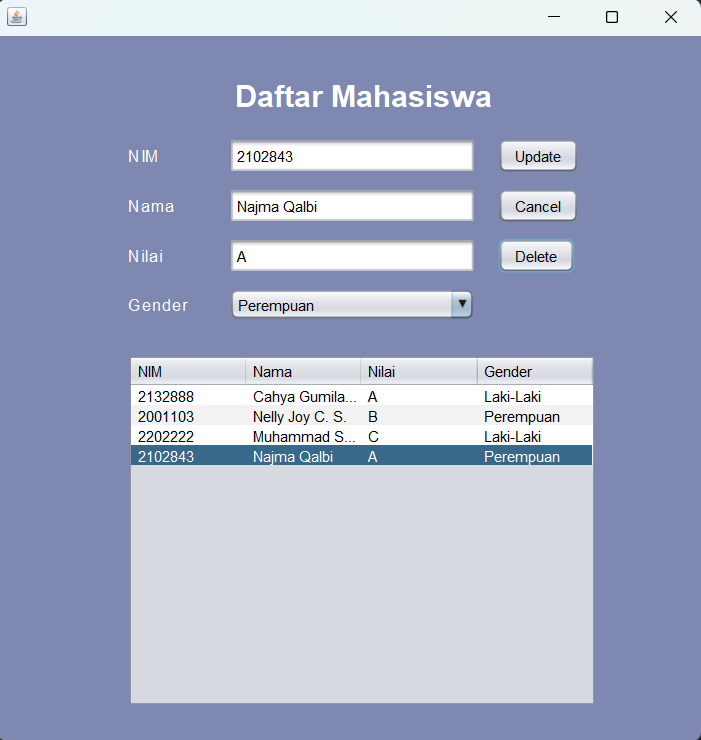 Daftar Mahasiswa
NIM 2102843 Update
Nama Najma Qalbi Cancel
Nilai A Delete
Gender Perempuan
NIM Nama Nilai Gender
2132888 Cahya Gumila... A Laki-Laki
2001103 Nelly Joy C. S. B Perempuan
2202222 Muhammad S... C Laki-Laki
2102843 Najma Qalbi A Perempuan